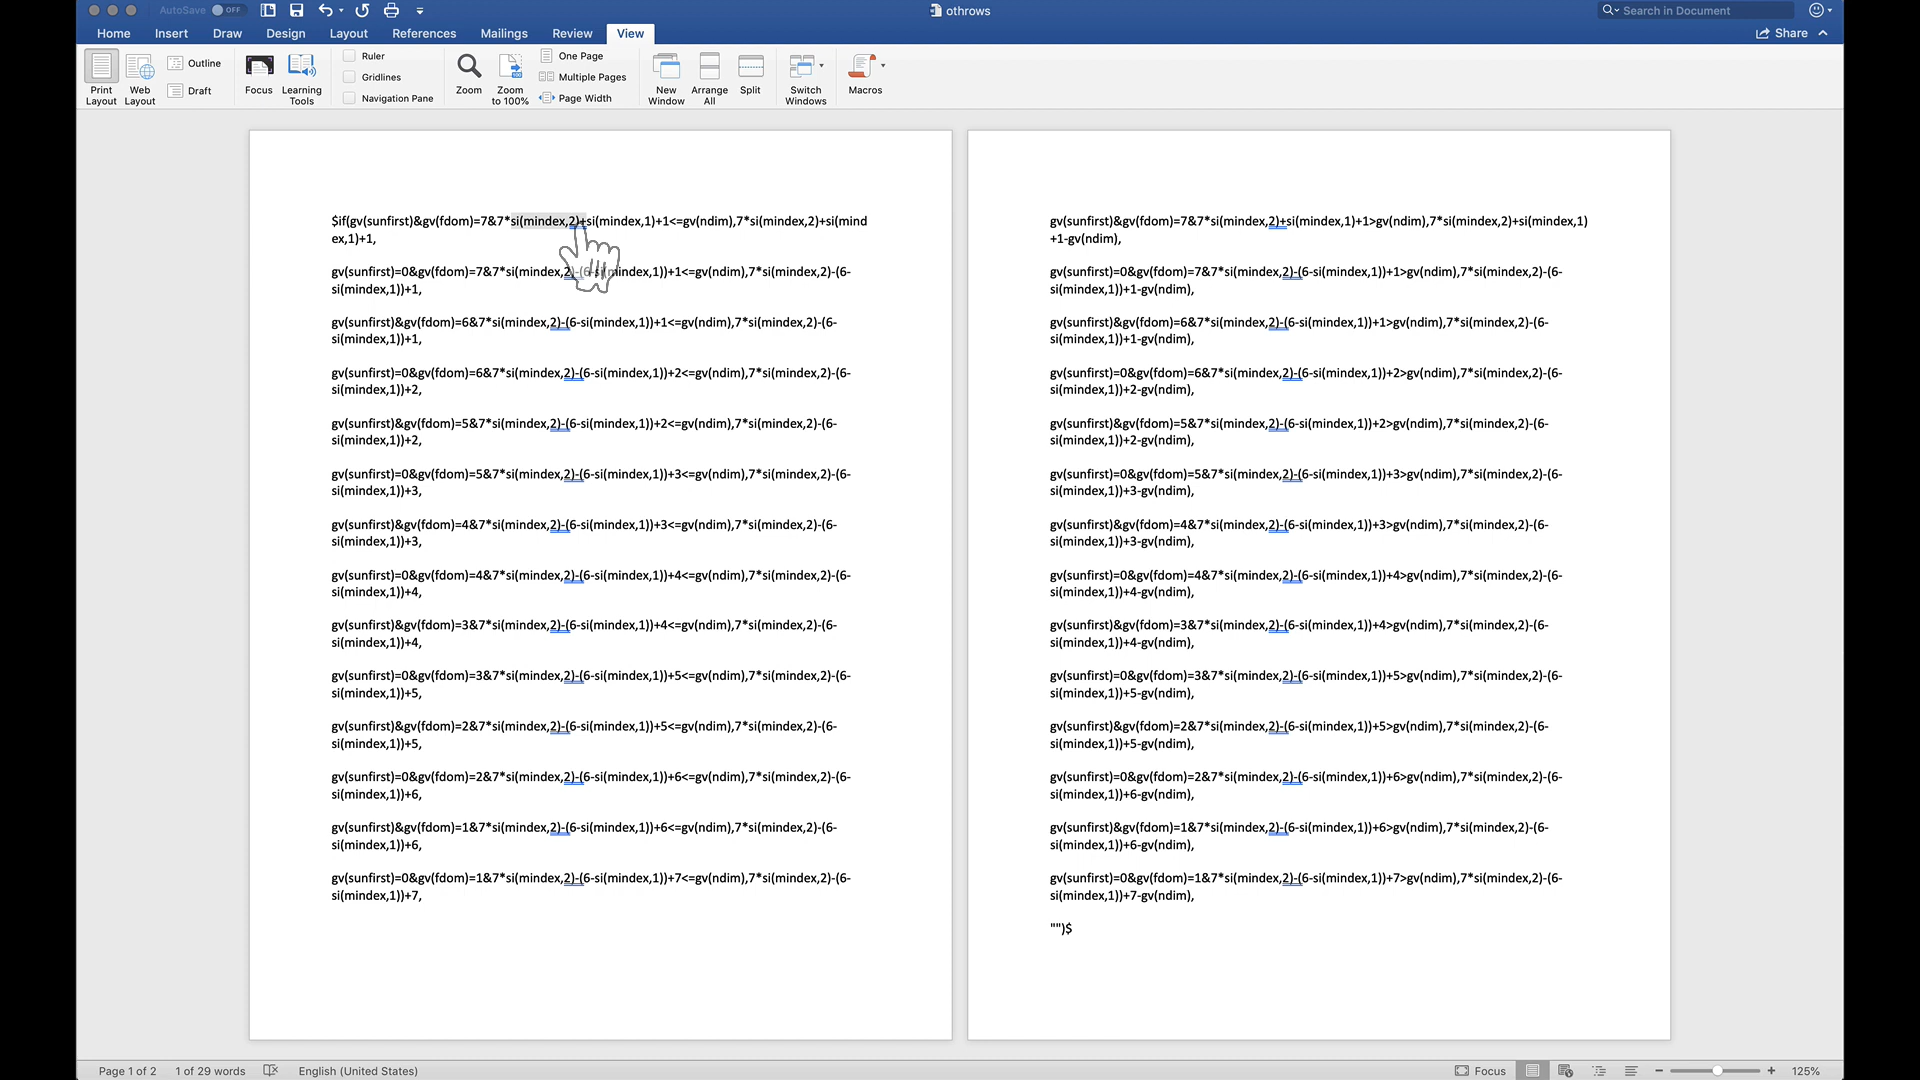 AutoSave OFF
othrows
Search in Document
Home Insert Draw Design Layout References Mailings Review View
Share
Print Layout
Web Layout
Outline
Draft
Focus
Learning Tools
Ruler
Gridlines
Navigation Pane
Zoom
Zoom to 100%
One Page
Multiple Pages
Page Width
New Window
Arrange All
Split
Switch Windows
Macros
$if(gv(sunfirst)&gv(fdom)=7&7*si(mindex,2)+si(mindex,1)+1<=gv(ndim),7*si(mindex,2)+si(mind
ex,1)+1,
gv(sunfirst)=0&gv(fdom)=7&7*si(mindex,2)-(6-si(mindex,1))+1<=gv(ndim),7*si(mindex,2)-(6-
si(mindex,1))+1,
gv(sunfirst)&gv(fdom)=6&7*si(mindex,2)-(6-si(mindex,1))+1<=gv(ndim),7*si(mindex,2)-(6-
si(mindex,1))+1,
gv(sunfirst)=0&gv(fdom)=6&7*si(mindex,2)-(6-si(mindex,1))+2<=gv(ndim),7*si(mindex,2)-(6-
si(mindex,1))+2,
gv(sunfirst)&gv(fdom)=5&7*si(mindex,2)-(6-si(mindex,1))+2<=gv(ndim),7*si(mindex,2)-(6-
si(mindex,1))+2,
gv(sunfirst)=0&gv(fdom)=5&7*si(mindex,2)-(6-si(mindex,1))+3<=gv(ndim),7*si(mindex,2)-(6-
si(mindex,1))+3,
gv(sunfirst)&gv(fdom)=4&7*si(mindex,2)-(6-si(mindex,1))+3<=gv(ndim),7*si(mindex,2)-(6-
si(mindex,1))+3,
gv(sunfirst)=0&gv(fdom)=4&7*si(mindex,2)-(6-si(mindex,1))+4<=gv(ndim),7*si(mindex,2)-(6-
si(mindex,1))+4,
gv(sunfirst)&gv(fdom)=3&7*si(mindex,2)-(6-si(mindex,1))+4<=gv(ndim),7*si(mindex,2)-(6-
si(mindex,1))+4,
gv(sunfirst)=0&gv(fdom)=3&7*si(mindex,2)-(6-si(mindex,1))+5<=gv(ndim),7*si(mindex,2)-(6-
si(mindex,1))+5,
gv(sunfirst)&gv(fdom)=2&7*si(mindex,2)-(6-si(mindex,1))+5<=gv(ndim),7*si(mindex,2)-(6-
si(mindex,1))+5,
gv(sunfirst)=0&gv(fdom)=2&7*si(mindex,2)-(6-si(mindex,1))+6<=gv(ndim),7*si(mindex,2)-(6-
si(mindex,1))+6,
gv(sunfirst)&gv(fdom)=1&7*si(mindex,2)-(6-si(mindex,1))+6<=gv(ndim),7*si(mindex,2)-(6-
si(mindex,1))+6,
gv(sunfirst)=0&gv(fdom)=1&7*si(mindex,2)-(6-si(mindex,1))+7<=gv(ndim),7*si(mindex,2)-(6-
si(mindex,1))+7,
gv(sunfirst)&gv(fdom)=7&7*si(mindex,2)+si(mindex,1)+1>gv(ndim),7*si(mindex,2)+si(mindex,1)
+1-gv(ndim),
gv(sunfirst)=0&gv(fdom)=7&7*si(mindex,2)-(6-si(mindex,1))+1>gv(ndim),7*si(mindex,2)-(6-
si(mindex,1))+1-gv(ndim),
gv(sunfirst)&gv(fdom)=6&7*si(mindex,2)-(6-si(mindex,1))+1>gv(ndim),7*si(mindex,2)-(6-
si(mindex,1))+1-gv(ndim),
gv(sunfirst)=0&gv(fdom)=6&7*si(mindex,2)-(6-si(mindex,1))+2>gv(ndim),7*si(mindex,2)-(6-
si(mindex,1))+2-gv(ndim),
gv(sunfirst)&gv(fdom)=5&7*si(mindex,2)-(6-si(mindex,1))+2>gv(ndim),7*si(mindex,2)-(6-
si(mindex,1))+2-gv(ndim),
gv(sunfirst)=0&gv(fdom)=5&7*si(mindex,2)-(6-si(mindex,1))+3>gv(ndim),7*si(mindex,2)-(6-
si(mindex,1))+3-gv(ndim),
gv(sunfirst)&gv(fdom)=4&7*si(mindex,2)-(6-si(mindex,1))+3>gv(ndim),7*si(mindex,2)-(6-
si(mindex,1))+3-gv(ndim),
gv(sunfirst)=0&gv(fdom)=4&7*si(mindex,2)-(6-si(mindex,1))+4>gv(ndim),7*si(mindex,2)-(6-
si(mindex,1))+4-gv(ndim),
gv(sunfirst)&gv(fdom)=3&7*si(mindex,2)-(6-si(mindex,1))+4>gv(ndim),7*si(mindex,2)-(6-
si(mindex,1))+4-gv(ndim),
gv(sunfirst)=0&gv(fdom)=3&7*si(mindex,2)-(6-si(mindex,1))+5>gv(ndim),7*si(mindex,2)-(6-
si(mindex,1))+5-gv(ndim),
gv(sunfirst)&gv(fdom)=2&7*si(mindex,2)-(6-si(mindex,1))+5>gv(ndim),7*si(mindex,2)-(6-
si(mindex,1))+5-gv(ndim),
gv(sunfirst)=0&gv(fdom)=2&7*si(mindex,2)-(6-si(mindex,1))+6>gv(ndim),7*si(mindex,2)-(6-
si(mindex,1))+6-gv(ndim),
gv(sunfirst)&gv(fdom)=1&7*si(mindex,2)-(6-si(mindex,1))+6>gv(ndim),7*si(mindex,2)-(6-
si(mindex,1))+6-gv(ndim),
gv(sunfirst)=0&gv(fdom)=1&7*si(mindex,2)-(6-si(mindex,1))+7>gv(ndim),7*si(mindex,2)-(6-
si(mindex,1))+7-gv(ndim),
"")$
Page 1 of 2 1 of 29 words English (United States) Focus 125%